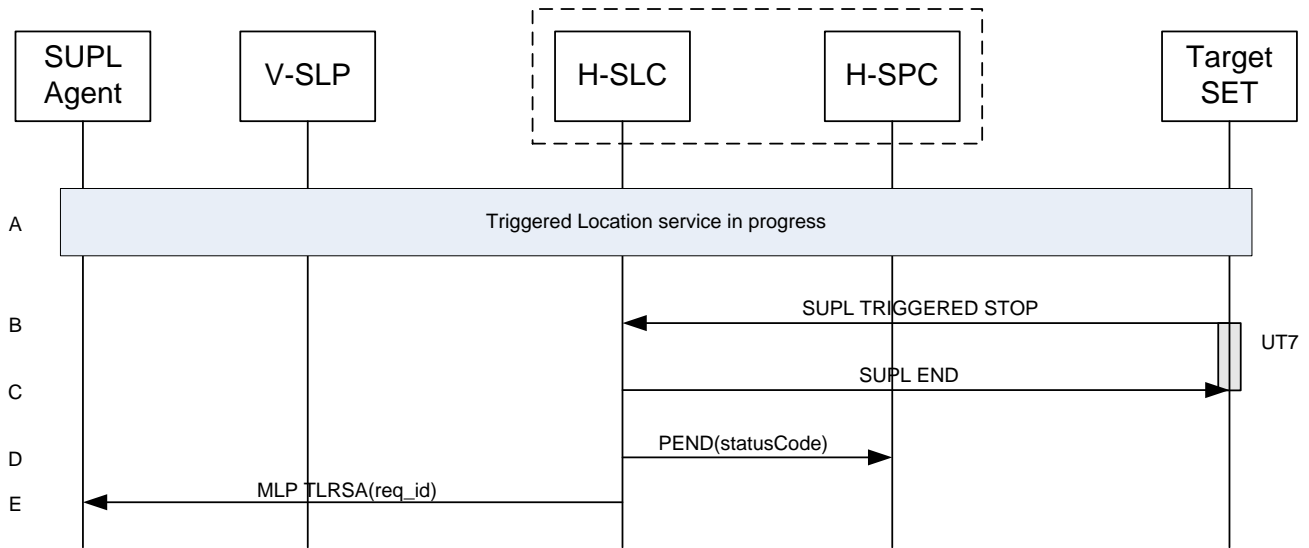 SUPL
Agent
V-SLP
H-SLC
H-SPC
Target
SET
A
Triggered Location service in progress
B
SUPL TRIGGERED STOP
UT7
C
SUPL END
D
PEND(statusCode)
E
MLP TLRSA(req_id)